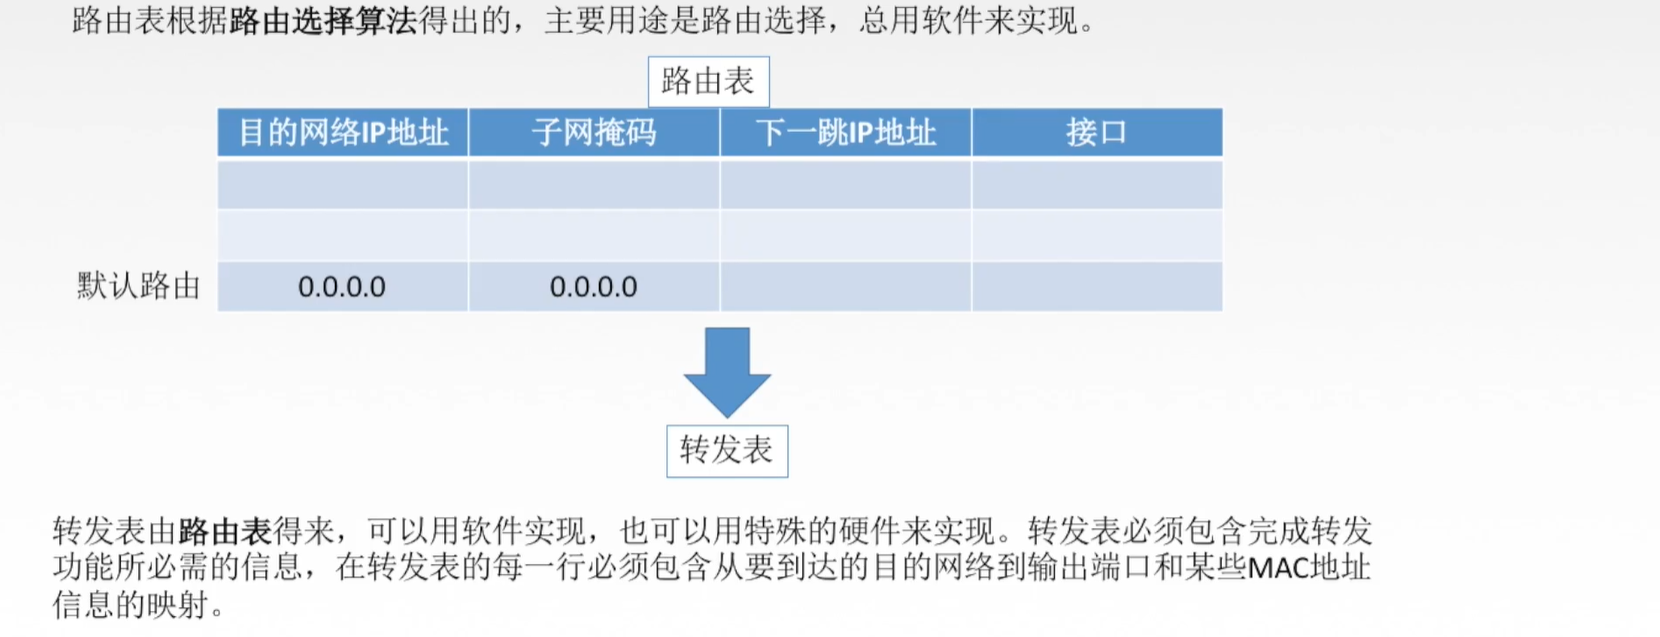 路由表根据路由选择算法得出的，主要用途是路由选择，总用软件来实现。
路由表
目的网络IP地址 子网掩码 下一跳IP地址 接口
默认路由 0.0.0.0 0.0.0.0
转发表
转发表由路由表得来，可以用软件实现，也可以用特殊的硬件来实现。转发表必须包含完成转发
功能所必需的信息，在转发表的每一行必须包含从要到达的目的网络到输出端口和某些MAC地址
信息的映射。